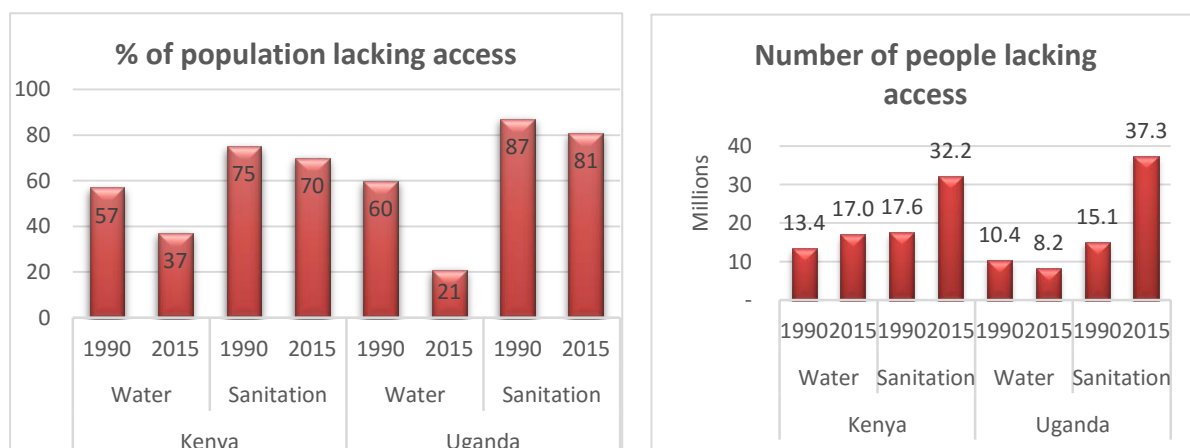 % of population lacking access
100
80
60
40
20
0
57
37
75
70
60
21
87
81
1990 2015 1990 2015 1990 2015 1990 2015
Water Sanitation Water Sanitation
Kenya Uganda
Number of people lacking
access
Millions
40
30
20
10
-
13.4
17.0
17.6
32.2
10.4
8.2
15.1
37.3
1990 2015 1990 2015 1990 2015 1990 2015
Water Sanitation Water Sanitation
Kenya Uganda